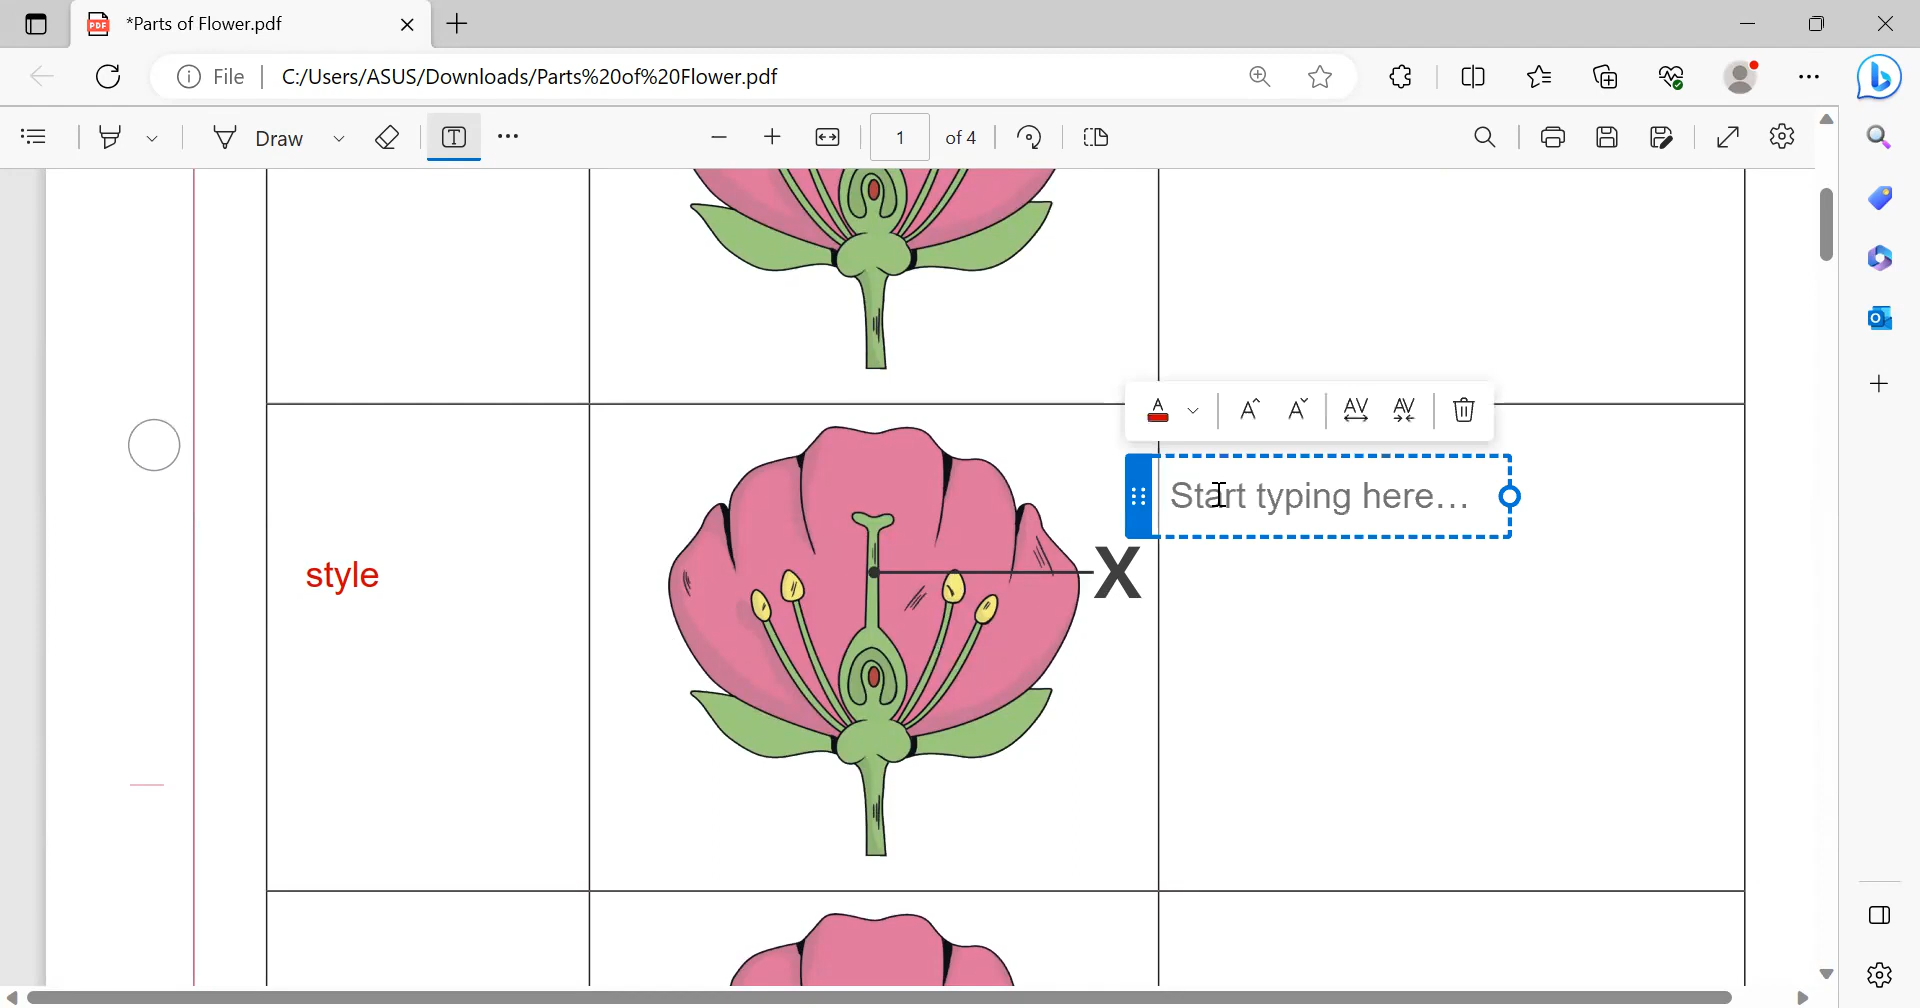 *Parts of Flower.pdf
File
C:/Users/ASUS/Downloads/Parts%20of%20Flower.pdf
Draw
1 of 4
Start typing here...
style
X